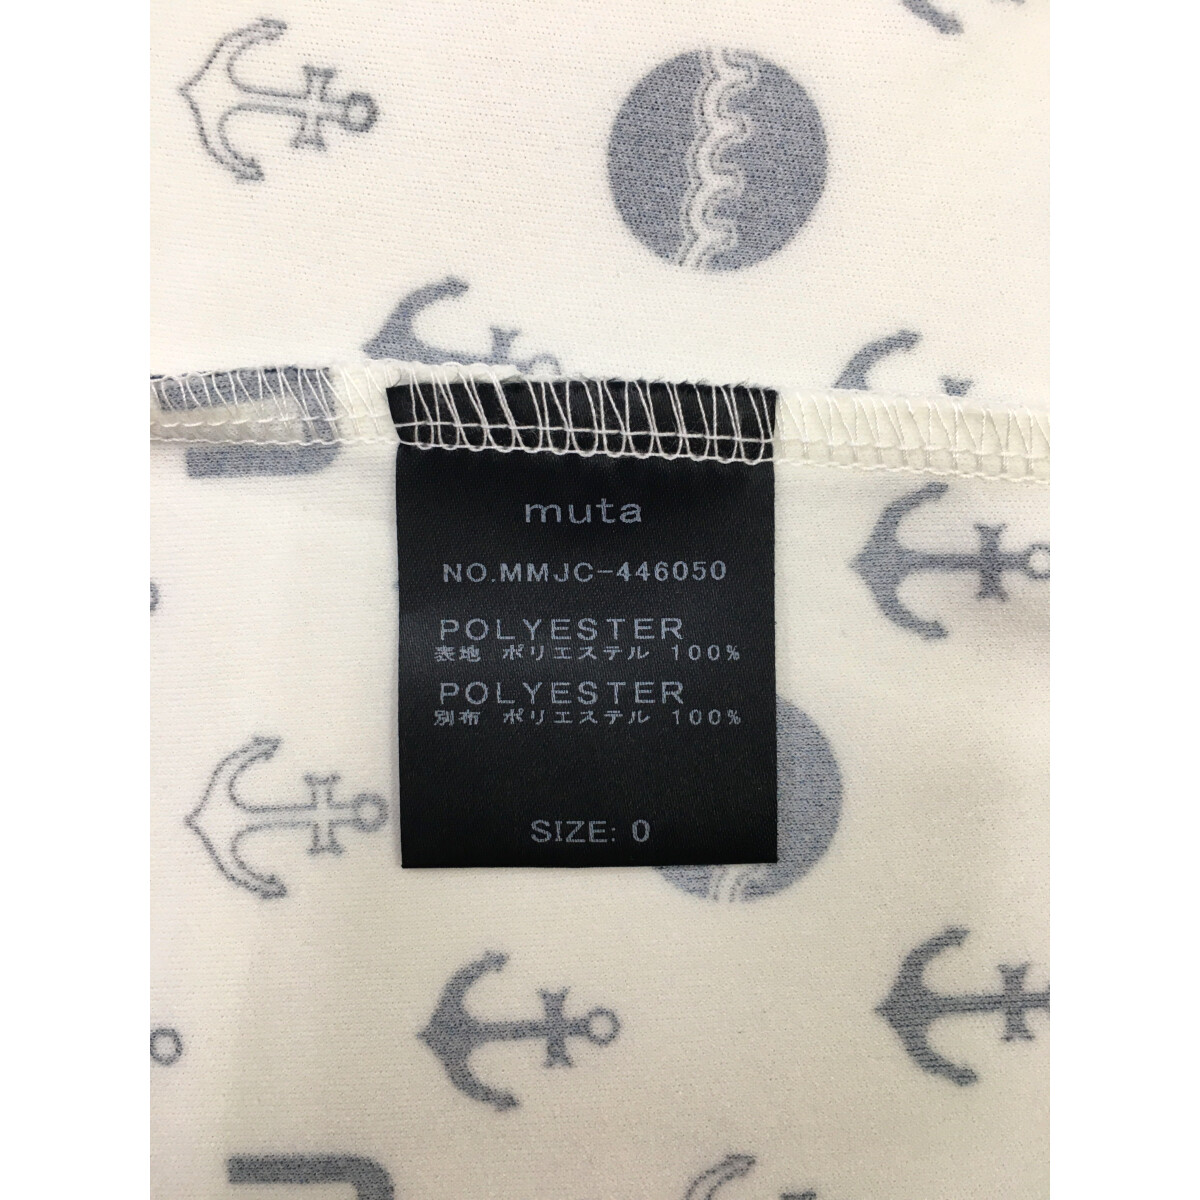 muta
NO.MMJC-446050
POLYESTER
表地 ポリエステル 100%
POLYESTER
別布 ポリエステル 100%
SIZE: 0